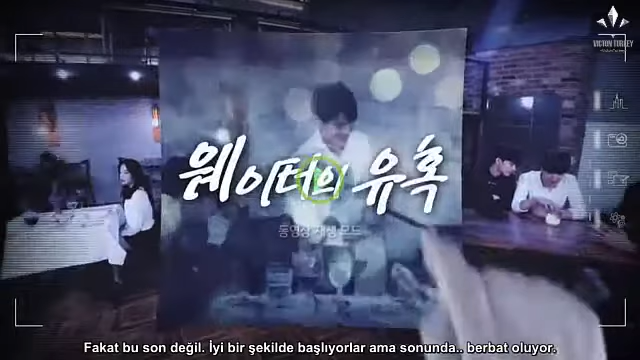 VICTON TURKEY
웨이터의 유혹
동영상 재생 모드
Fakat bu son değil. İyi bir şekilde başlıyorlar ama sonunda.. berbat oluyor.